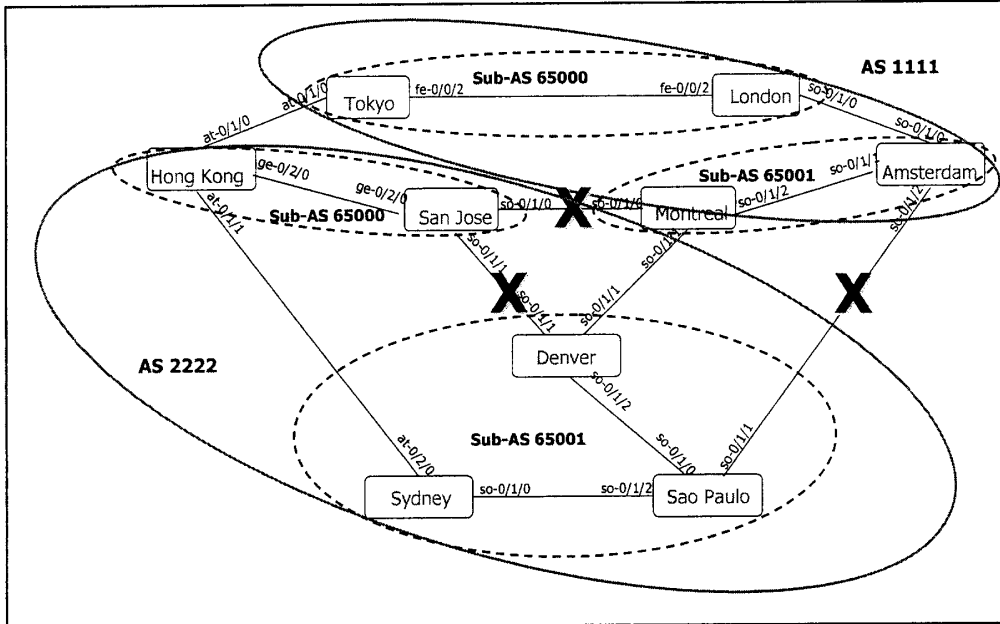 AS 1111
Sub-AS 65000
Tokyo
fe-0/0/2
fe-0/0/2
London
so-0/1/0
at-0/1/0
at-0/1/0
so-0/1/0
Hong Kong
ge-0/2/0
ge-0/2/0
Sub-AS 65000
San Jose
so-0/1/0
X
so-0/1/0
Sub-AS 65001
Montreal
so-0/1/2
so-0/1/1
Amsterdam
so-0/1/2
at-0/1/1
so-0/1/1
X
so-0/1/1
so-0/1/1
so-0/1/1
X
Denver
AS 2222
so-0/1/2
Sub-AS 65001
at-0/2/0
so-0/1/0
so-0/1/1
Sydney
so-0/1/0
so-0/1/2
Sao Paulo